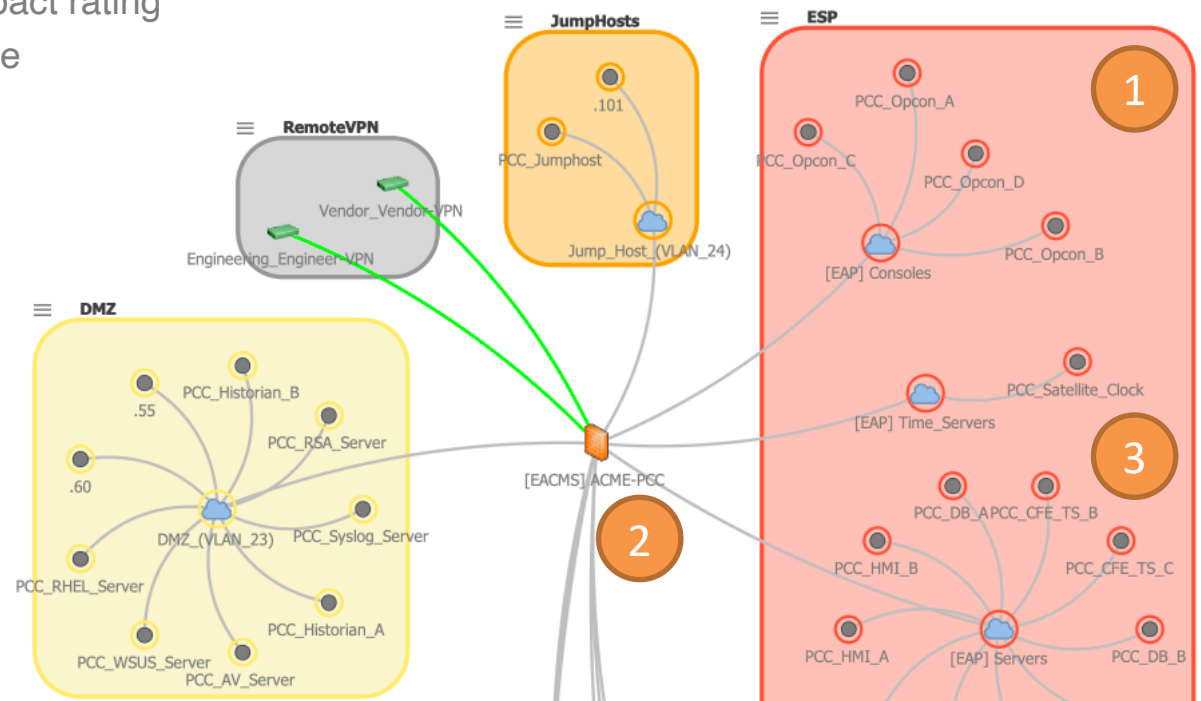 pact rating
e
JumpHosts
ESP
.101
PCC_Jumphost
Jump_Host_(VLAN_24)
RemoteVPN
Vendor_Vendor-VPN
Engineering_Engineer-VPN
PCC_Opcon_A
1
PCC_Opcon_C
PCC_Opcon_D
PCC_Opcon_B
[EAP] Consoles
DMZ
PCC_Historian_B
.55
PCC_RSA_Server
.60
DMZ_(VLAN_23)
PCC_Syslog_Server
PCC_RHEL_Server
PCC_Historian_A
PCC_WSUS_Server
PCC_AV_Server
[EACMS] ACME-PCC
2
PCC_Satellite_Clock
[EAP] Time_Servers
3
PCC_DB_A
PCC_CFE_TS_B
PCC_HMI_B
PCC_CFE_TS_C
PCC_HMI_A
[EAP] Servers
PCC_DB_B